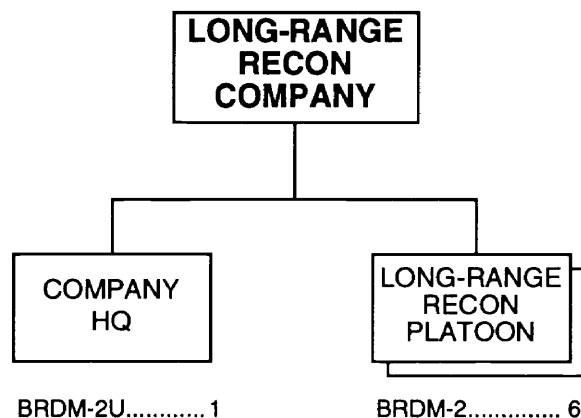 LONG-RANGE
RECON
COMPANY
COMPANY
HQ
LONG-RANGE
RECON
PLATOON
BRDM-2U............ 1
BRDM-2.............. 6